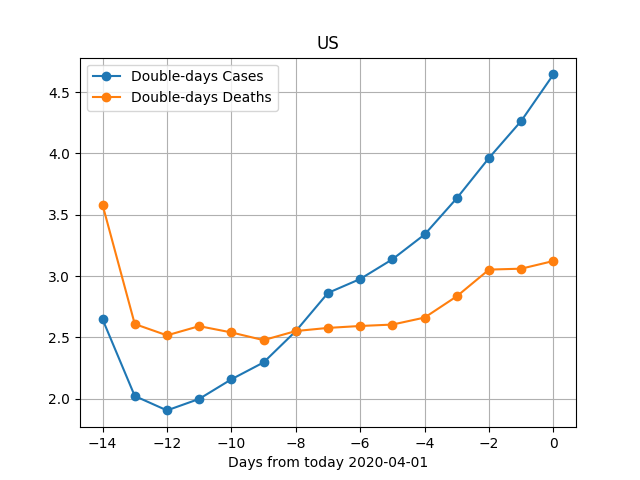 US
Double-days Cases
Double-days Deaths
4.5
4.0
3.5
3.0
2.5
2.0
−14 −12 −10 −8 −6 −4 −2 0
Days from today 2020-04-01